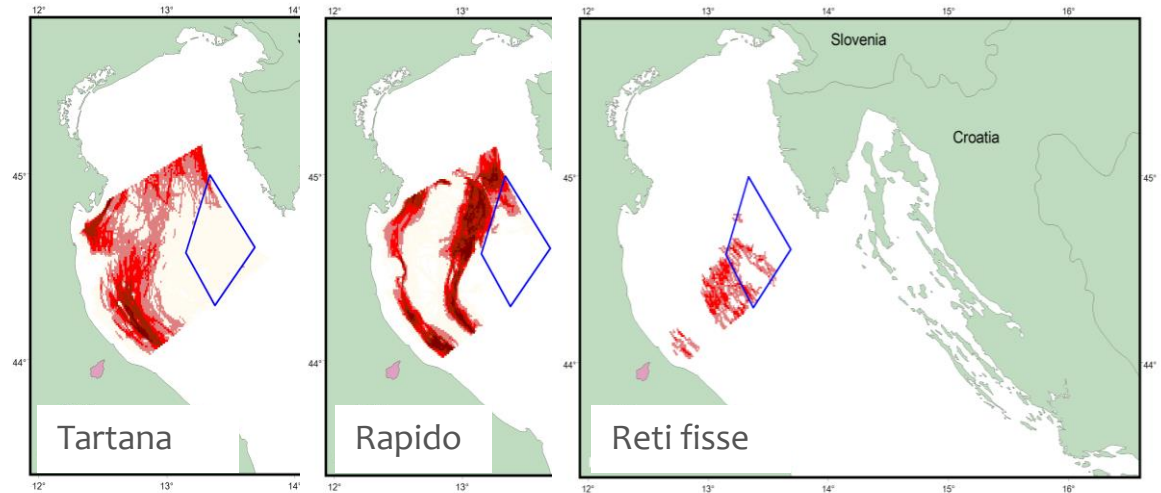 12° 13° 14°
12° 13°
12° 13° 14° 15° 16°
Slovenia
Croatia
45° 45° 45° 45°
44° 44° 44° 44°
Tartana
Rapido
Reti fisse
12° 13° 14°
12° 13°
12° 13° 14° 15° 16°